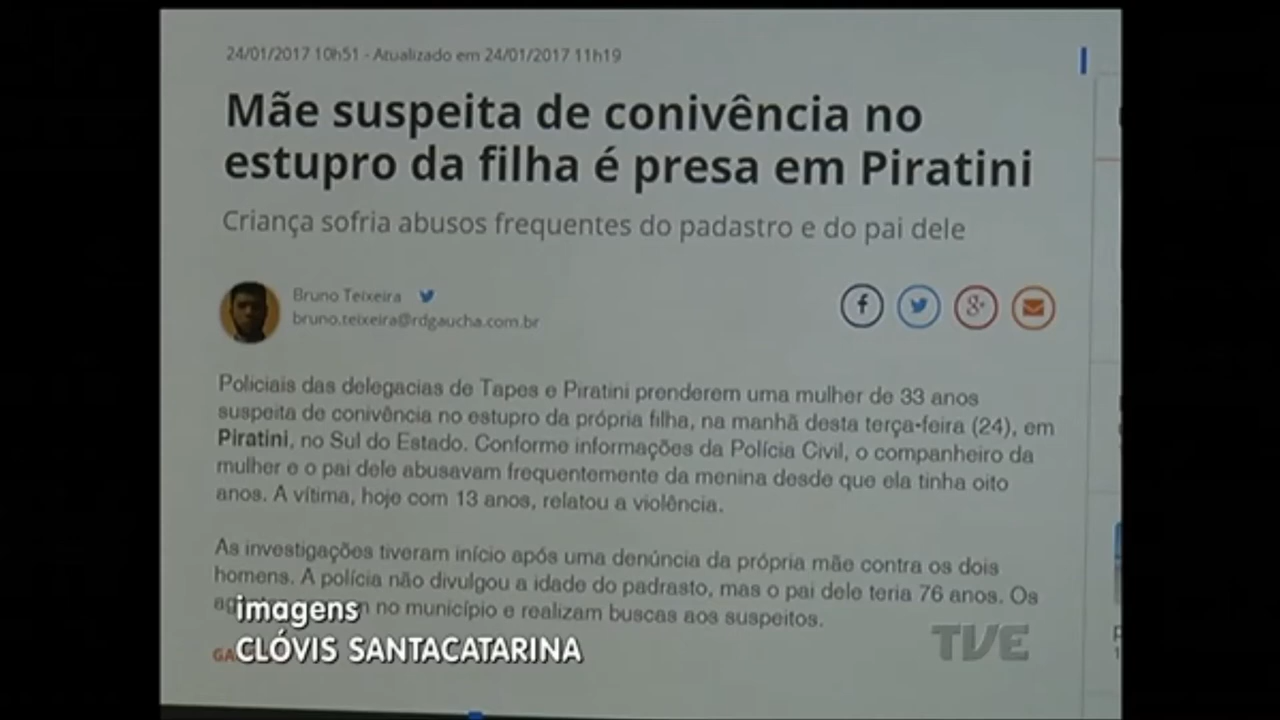 24/01/2017 10h51 - Atualizado em 24/01/2017 11h19
Mãe suspeita de conivência no
estupro da filha é presa em Piratini
Criança sofria abusos frequentes do padastro e do pai dele
Bruno Teixeira
bruno.teixeira@rdgaucha.com.br
f
g+
Policiais das delegacias de Tapes e Piratini prenderem uma mulher de 33 anos
suspeita de conivência no estupro da própria filha, na manhã desta terça-feira (24), em
Piratini, no Sul do Estado. Conforme informações da Polícia Civil, o companheiro da
mulher e o pai dele abusavam frequentemente da menina desde que ela tinha oito
anos. A vítima, hoje com 13 anos, relatou a violência.
As investigações tiveram início após uma denúncia da própria mãe contra os dois
homens. A polícia não divulgou a idade do padrasto, mas o pai dele teria 76 anos. Os
no município e realizam buscas aos suspeitos.
imagens
CLÓVIS SANTACATARINA
TVE